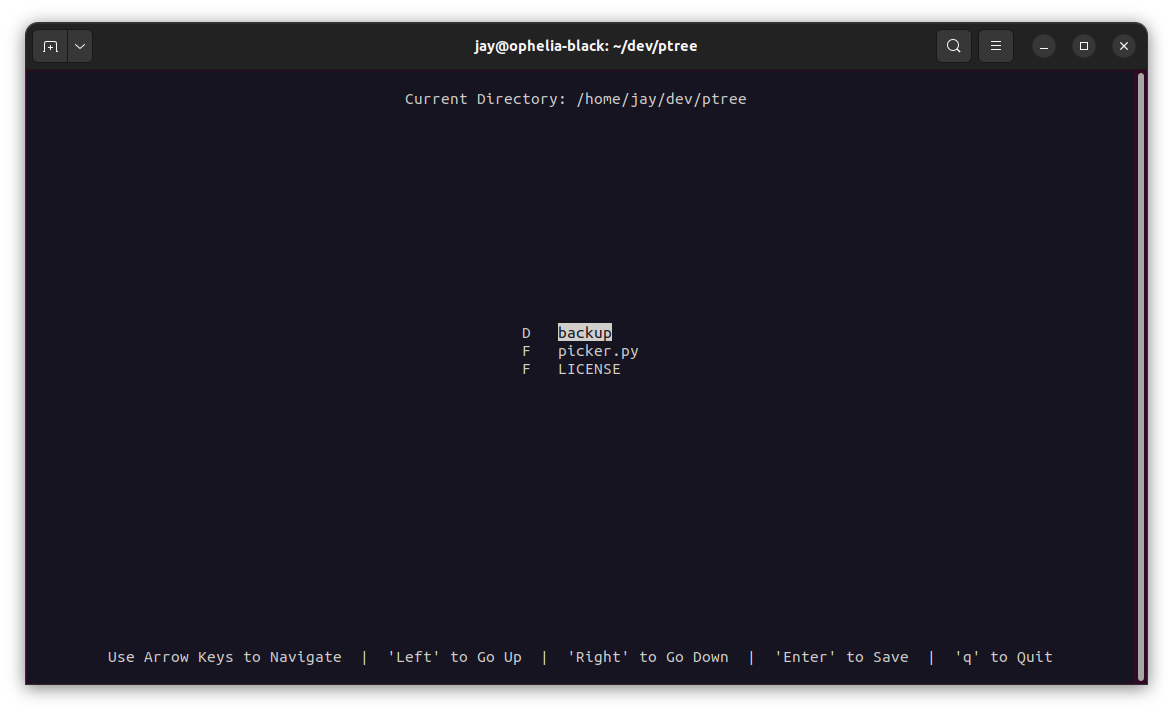 jay@ophelia-black: ~/dev/ptree
Current Directory: /home/jay/dev/ptree
D   backup
F   picker.py
F   LICENSE
Use Arrow Keys to Navigate  |  'Left' to Go Up  |  'Right' to Go Down  |  'Enter' to Save  |  'q' to Quit